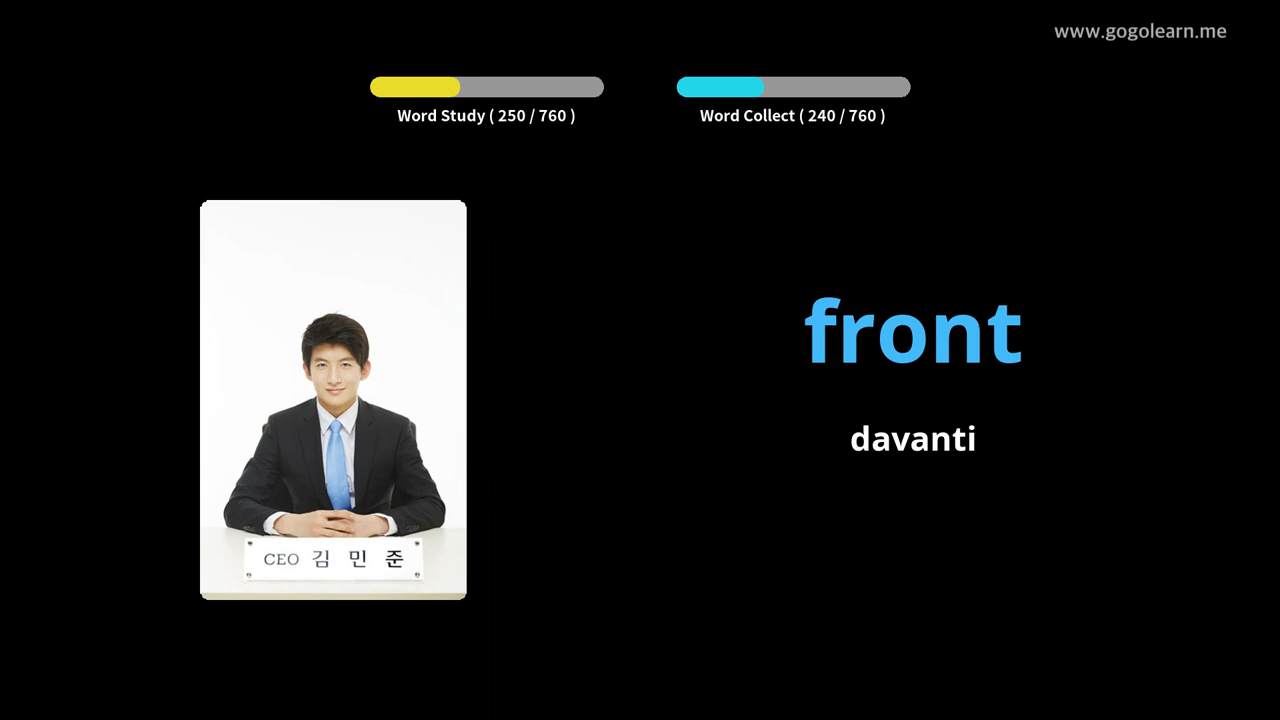 www.gogolearn.me
Word Study ( 250 / 760 )
Word Collect ( 240 / 760 )
front
davanti
CEO 김 민 준